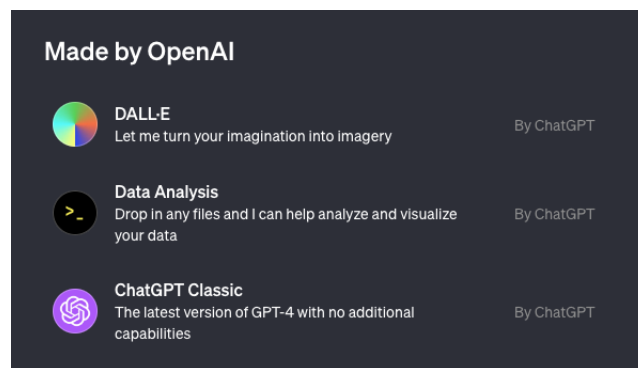 Made by OpenAI
DALL·E
Let me turn your imagination into imagery
By ChatGPT
>_
Data Analysis
Drop in any files and I can help analyze and visualize
your data
By ChatGPT
ChatGPT Classic
The latest version of GPT-4 with no additional
capabilities
By ChatGPT